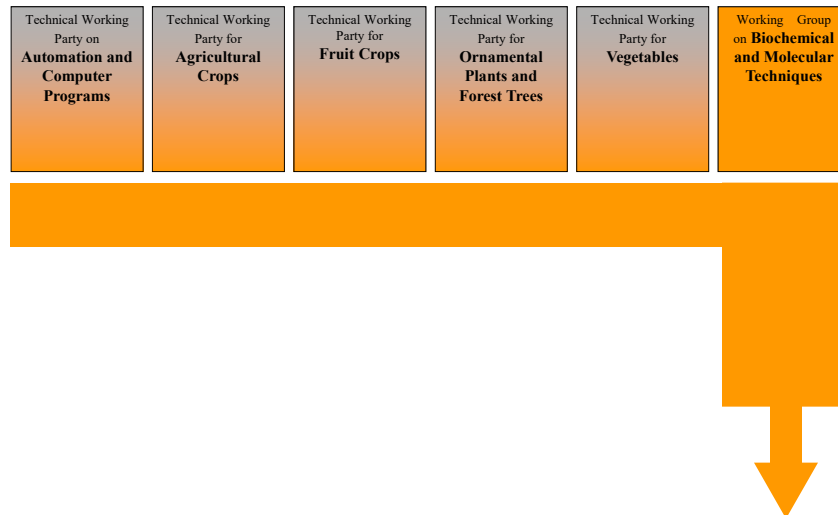 Technical Working
Party on
Automation and
Computer
Programs
Technical Working
Party for
Agricultural
Crops
Technical Working
Party for
Fruit Crops
Technical Working
Party for
Ornamental
Plants and
Forest Trees
Technical Working
Party for
Vegetables
Working Group
on Biochemical
and Molecular
Techniques